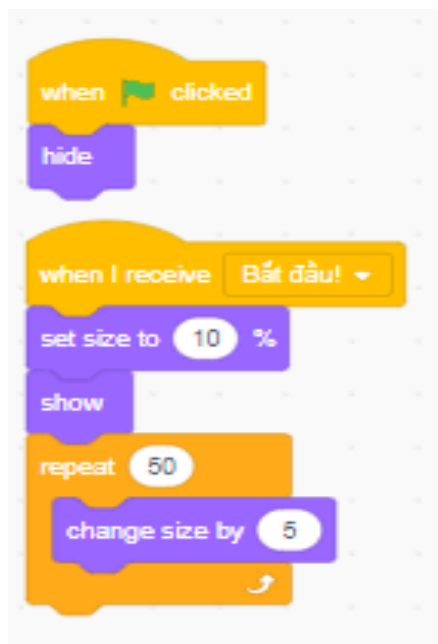 when clicked
hide
when I receive Bắt đầu!
set size to 10 %
show
repeat 50
change size by 5